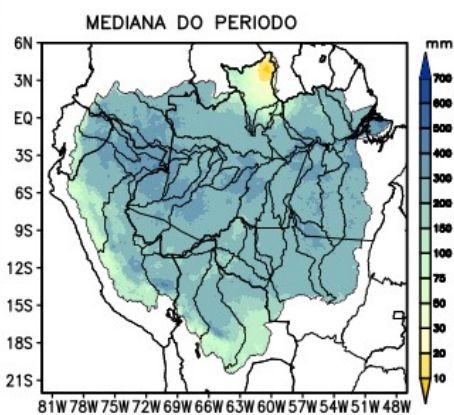 MEDIANA DO PERIODO
mm
6N
3N
EQ
3S
6S
9S
12S
15S
18S
21S
81W 78W 75W 72W 69W 66W 63W 60W 57W 54W 51W 48W
700
600
500
400
300
200
150
100
75
50
30
20
10